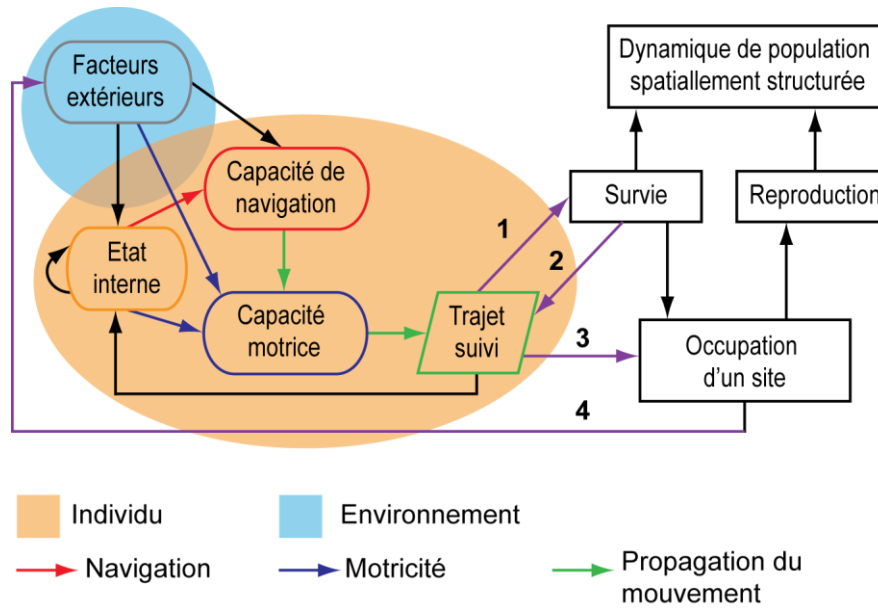 Facteurs
extérieurs
Dynamique de population
spatiallement structurée
Capacité de
navigation
Survie
Reproduction
1
2
Etat
interne
Capacité
motrice
Trajet
suivi
3
Occupation
d'un site
4
Individu
Environnement
Navigation
Motricité
Propagation du
mouvement